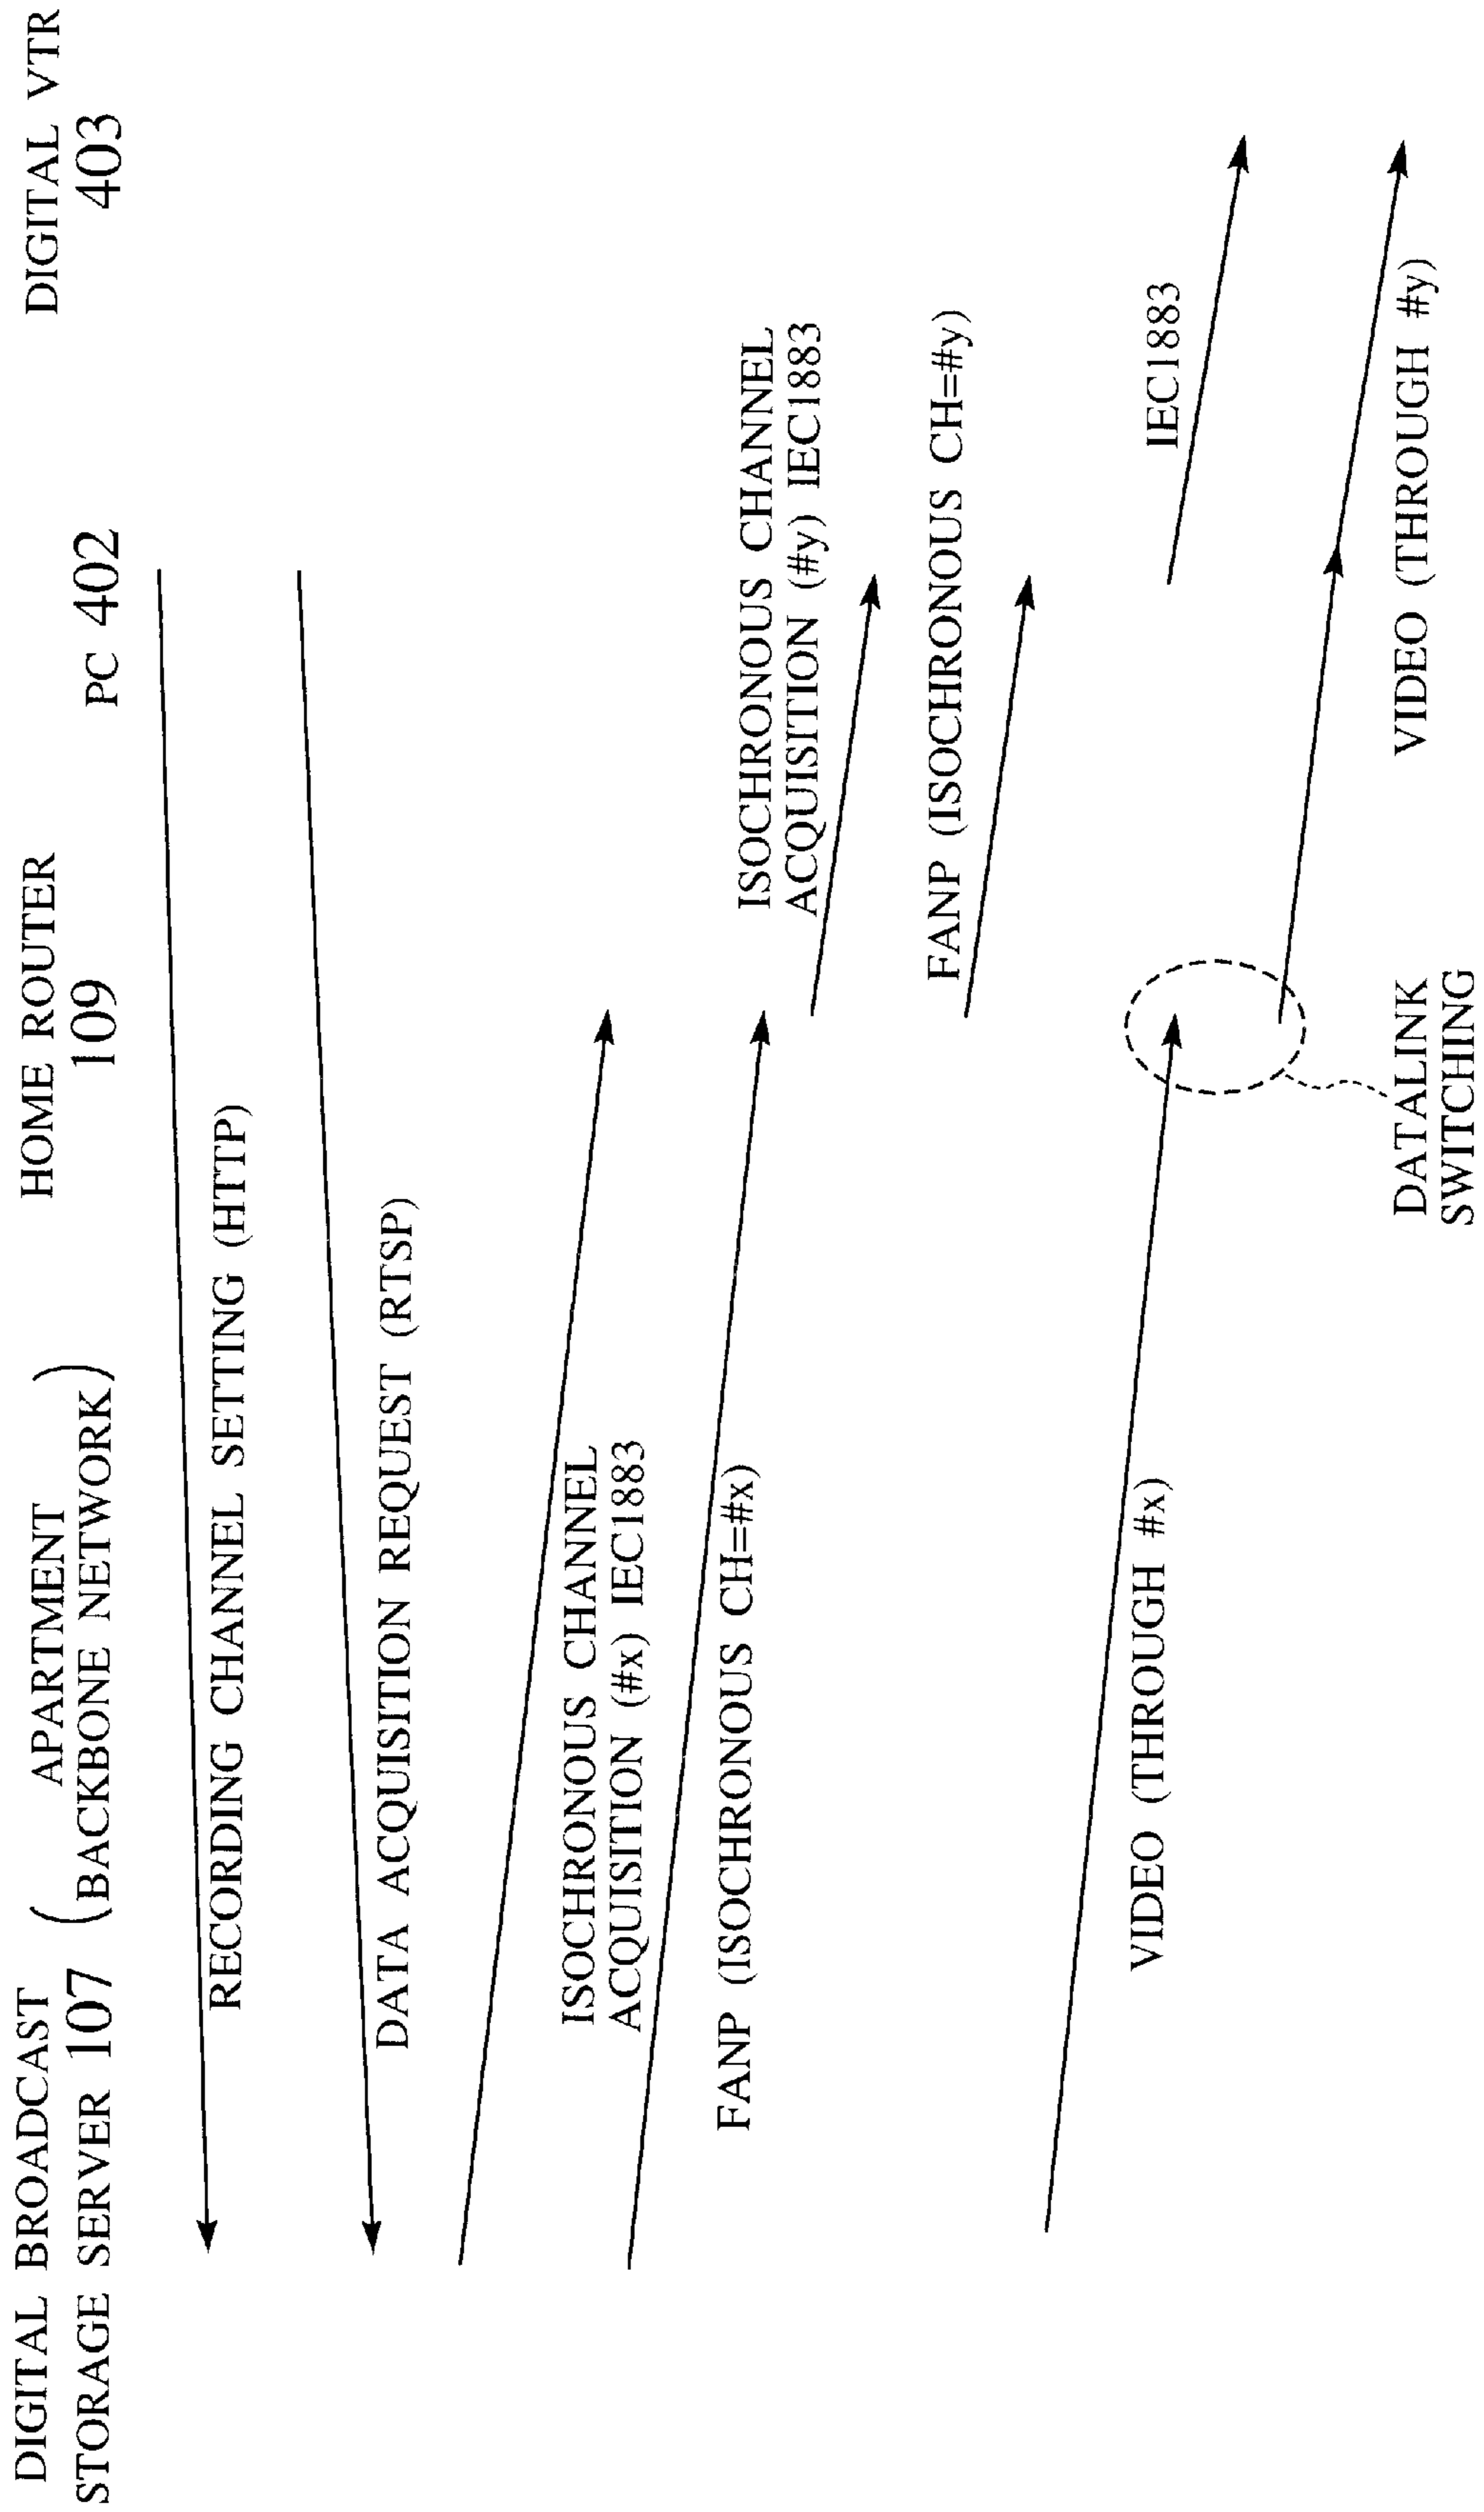 DIGITAL BROADCAST
STORAGE SERVER 107
APARTMENT
(BACKBONE NETWORK)
HOME ROUTER
109
PC 402
DIGITAL VTR
403
RECORDING CHANNEL SETTING (HTTP)
DATA ACQUISITION REQUEST (RTSP)
ISOCHRONOUS CHANNEL
ACQUISITION (#x) IEC1883
FANP (ISOCHRONOUS CH=#x)
ISOCHRONOUS CHANNEL
ACQUISITION (#y) IEC1883
FANP (ISOCHRONOUS CH=#y)
IEC1883
VIDEO (THROUGH #x)
VIDEO (THROUGH #y)
DATALINK
SWITCHING